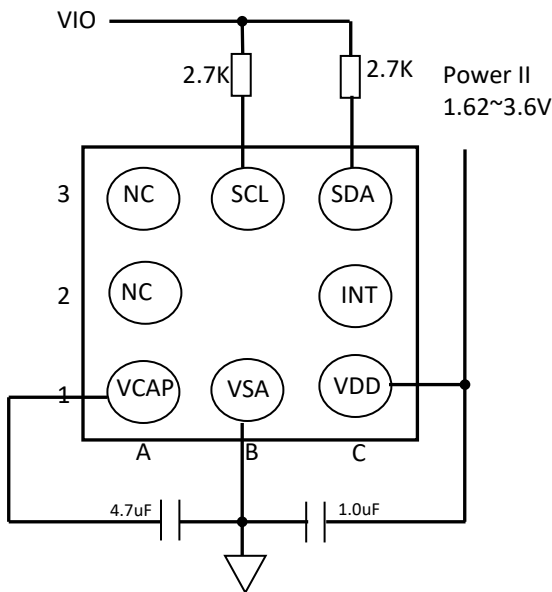 VIO
2.7K 2.7K
Power II
1.62~3.6V
3 NC SCL SDA
2 NC INT
1 VCAP VSA VDD
A B C
4.7uF 1.0uF